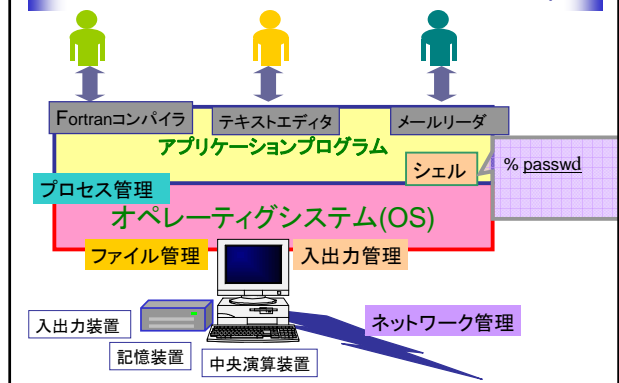 Fortranコンパイラ
テキストエディタ
メールリーダ
アプリケーションプログラム
シェル
% passwd
プロセス管理
オペレーティグシステム(OS)
ファイル管理
入出力管理
ネットワーク管理
入出力装置
記憶装置
中央演算装置